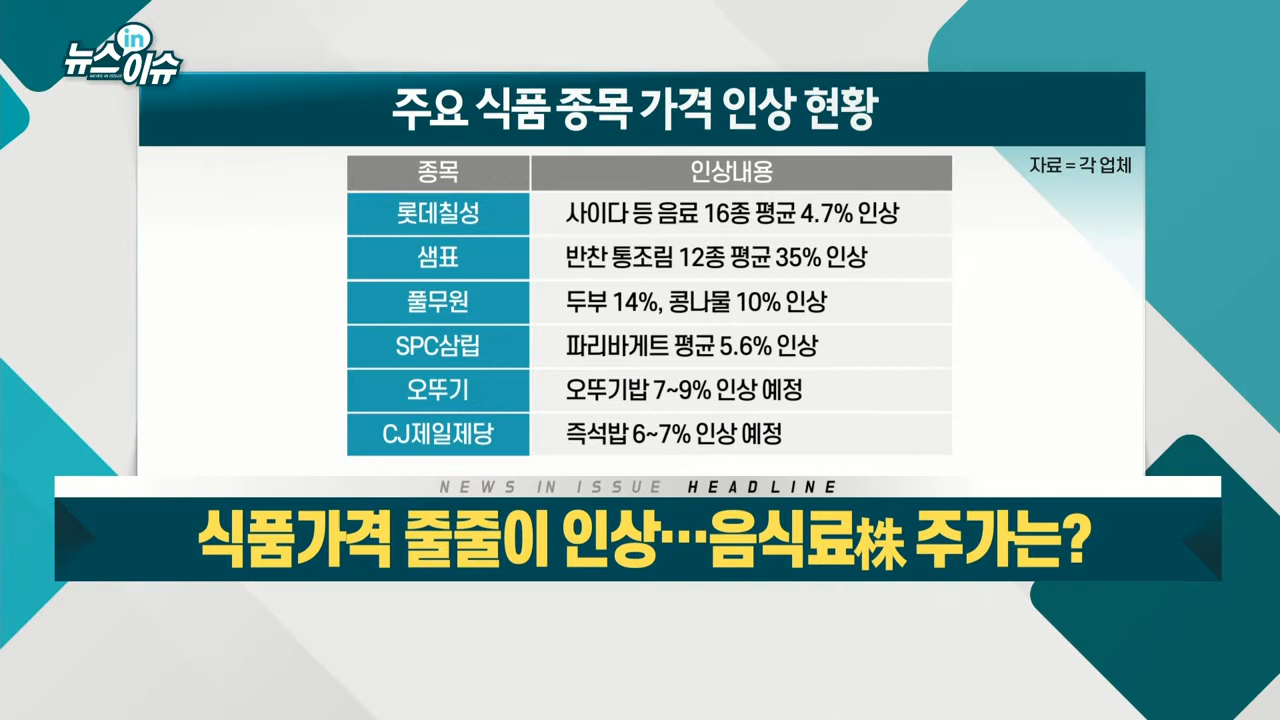 뉴스in이슈
NEWS IN ISSUE
주요 식품 종목 가격 인상 현황
자료 = 각 업체
종목 인상내용
롯데칠성 사이다 등 음료 16종 평균 4.7% 인상
샘표 반찬 통조림 12종 평균 35% 인상
풀무원 두부 14%, 콩나물 10% 인상
SPC삼립 파리바게트 평균 5.6% 인상
오뚜기 오뚜기밥 7~9% 인상 예정
CJ제일제당 즉석밥 6~7% 인상 예정
NEWS IN ISSUE HEADLINE
식품가격 줄줄이 인상…음식료株 주가는?